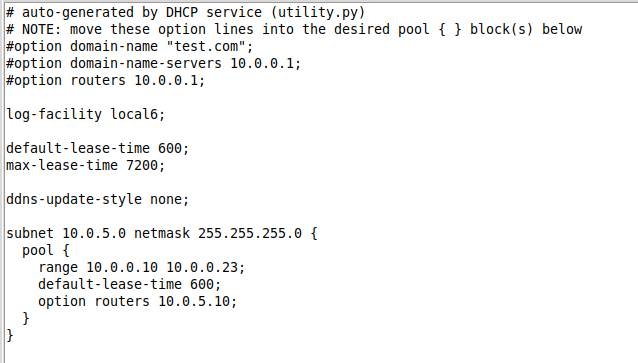 # auto-generated by DHCP service (utility.py)
# NOTE: move these option lines into the desired pool { } block(s) below
#option domain-name "test.com";
#option domain-name-servers 10.0.0.1;
#option routers 10.0.0.1;

log-facility local6;

default-lease-time 600;
max-lease-time 7200;

ddns-update-style none;

subnet 10.0.5.0 netmask 255.255.255.0 {
  pool {
    range 10.0.0.10 10.0.0.23;
    default-lease-time 600;
    option routers 10.0.5.10;
  }
}